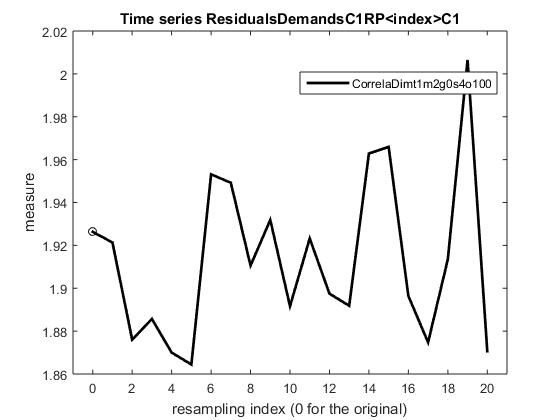 Time series ResidualsDemandsC1RP<index>C1
2.02
2
1.98
1.96
1.94
1.92
1.9
1.88
1.86
measure
CorrelaDimt1m2g0s4o100
0 2 4 6 8 10 12 14 16 18 20
resampling index (0 for the original)